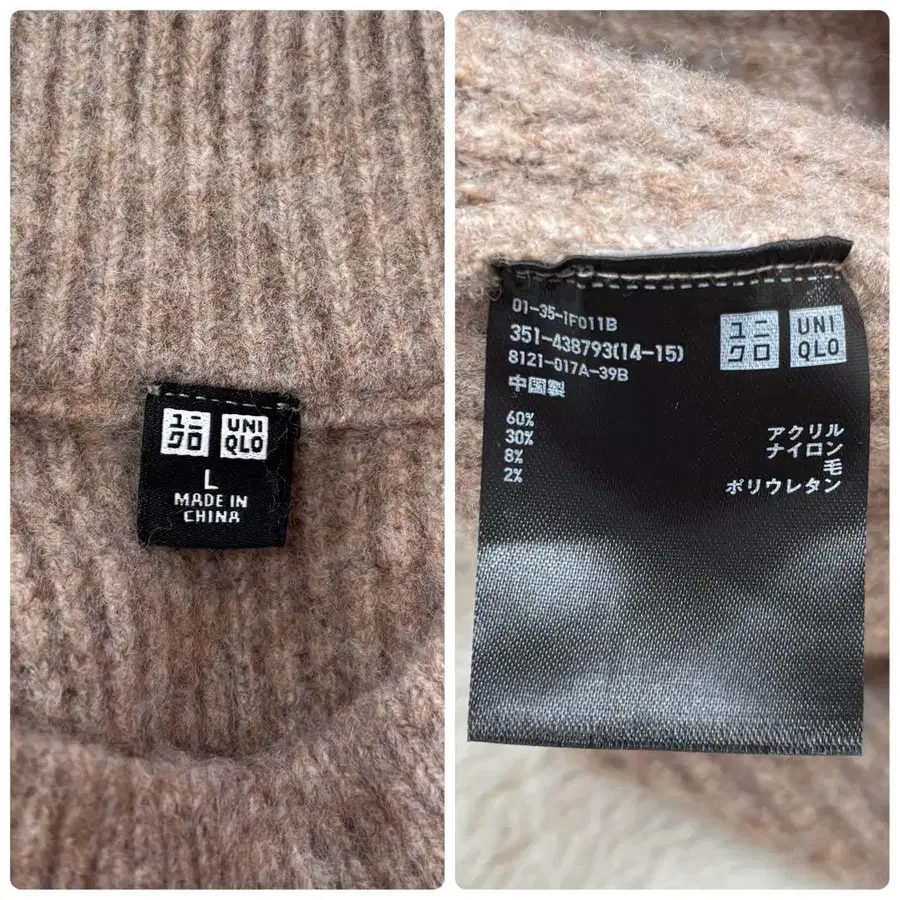 ユニ UNI
クロ QLO
L
MADE IN
CHINA
01-35-1F011B
351-438793(14-15)
8121-017A-39B
中国製
ユニ UNI
クロ QLO
60% アクリル
30% ナイロン
8% 毛
2% ポリウレタン